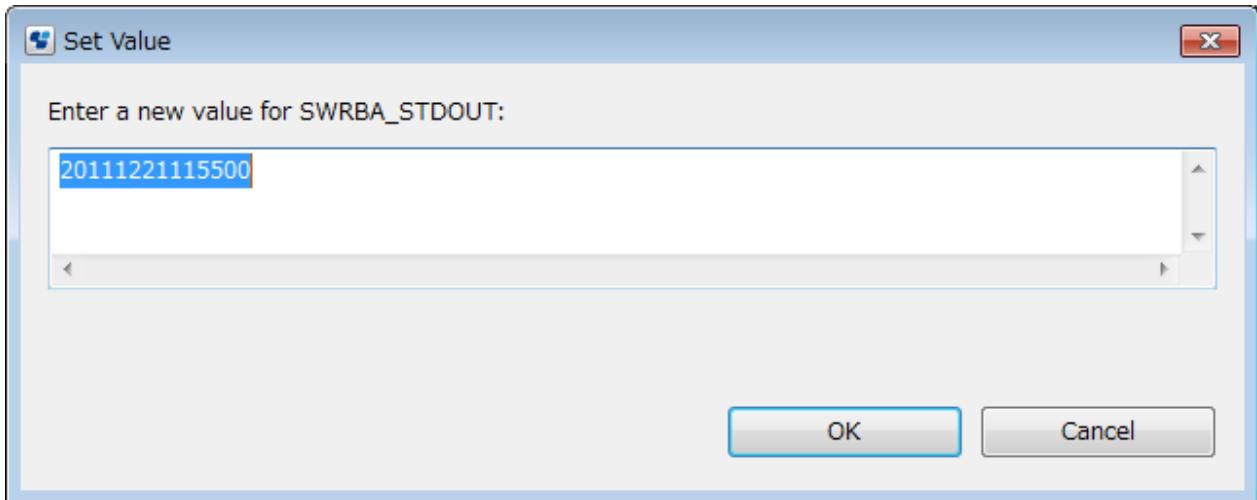 Set Value
Enter a new value for SWRBA_STDOUT:
20111221115500
OK Cancel